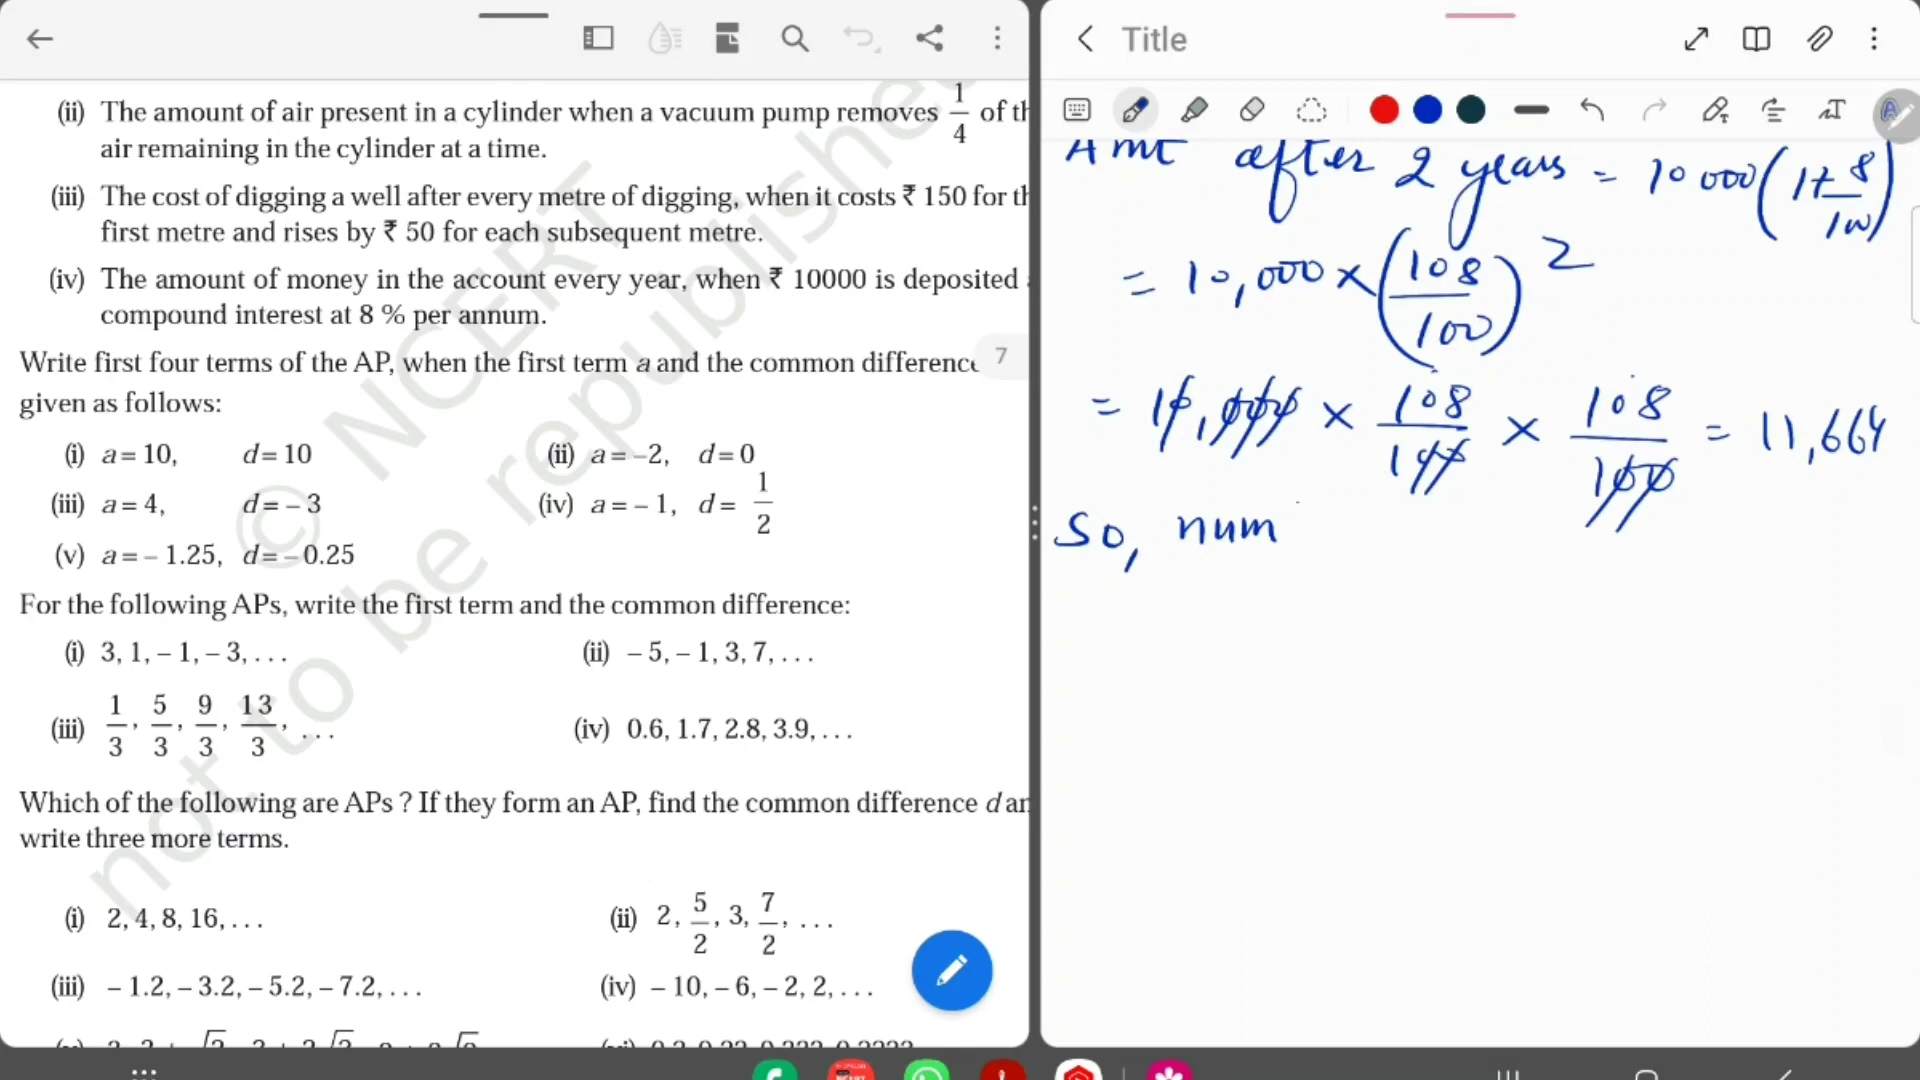 Title
(ii) The amount of air present in a cylinder when a vacuum pump removes 1/4 of th
air remaining in the cylinder at a time.
(iii) The cost of digging a well after every metre of digging, when it costs ₹ 150 for th
first metre and rises by ₹ 50 for each subsequent metre.
(iv) The amount of money in the account every year, when ₹ 10000 is deposited
compound interest at 8 % per annum.
Write first four terms of the AP, when the first term a and the common difference
7
given as follows:
(i) a = 10, d = 10 (ii) a = –2, d = 0
(iii) a = 4, d = – 3 (iv) a = – 1, d = 1/2
(v) a = – 1.25, d = – 0.25
For the following APs, write the first term and the common difference:
(i) 3, 1, – 1, – 3, . . . (ii) – 5, – 1, 3, 7, . . .
(iii) 1/3, 5/3, 9/3, 13/3, . . . (iv) 0.6, 1.7, 2.8, 3.9, . . .
Which of the following are APs ? If they form an AP, find the common difference d an
write three more terms.
(i) 2, 4, 8, 16, . . . (ii) 2, 5/2, 3, 7/2, . . .
(iii) – 1.2, – 3.2, – 5.2, – 7.2, . . . (iv) – 10, – 6, – 2, 2, . . .
© NCERT
not to be republished
Amt after 2 years = 10000(1+8/100)
= 10,000 × (108/100)²
= 10,000 × 108/100 × 108/100 = 11,664
So, num